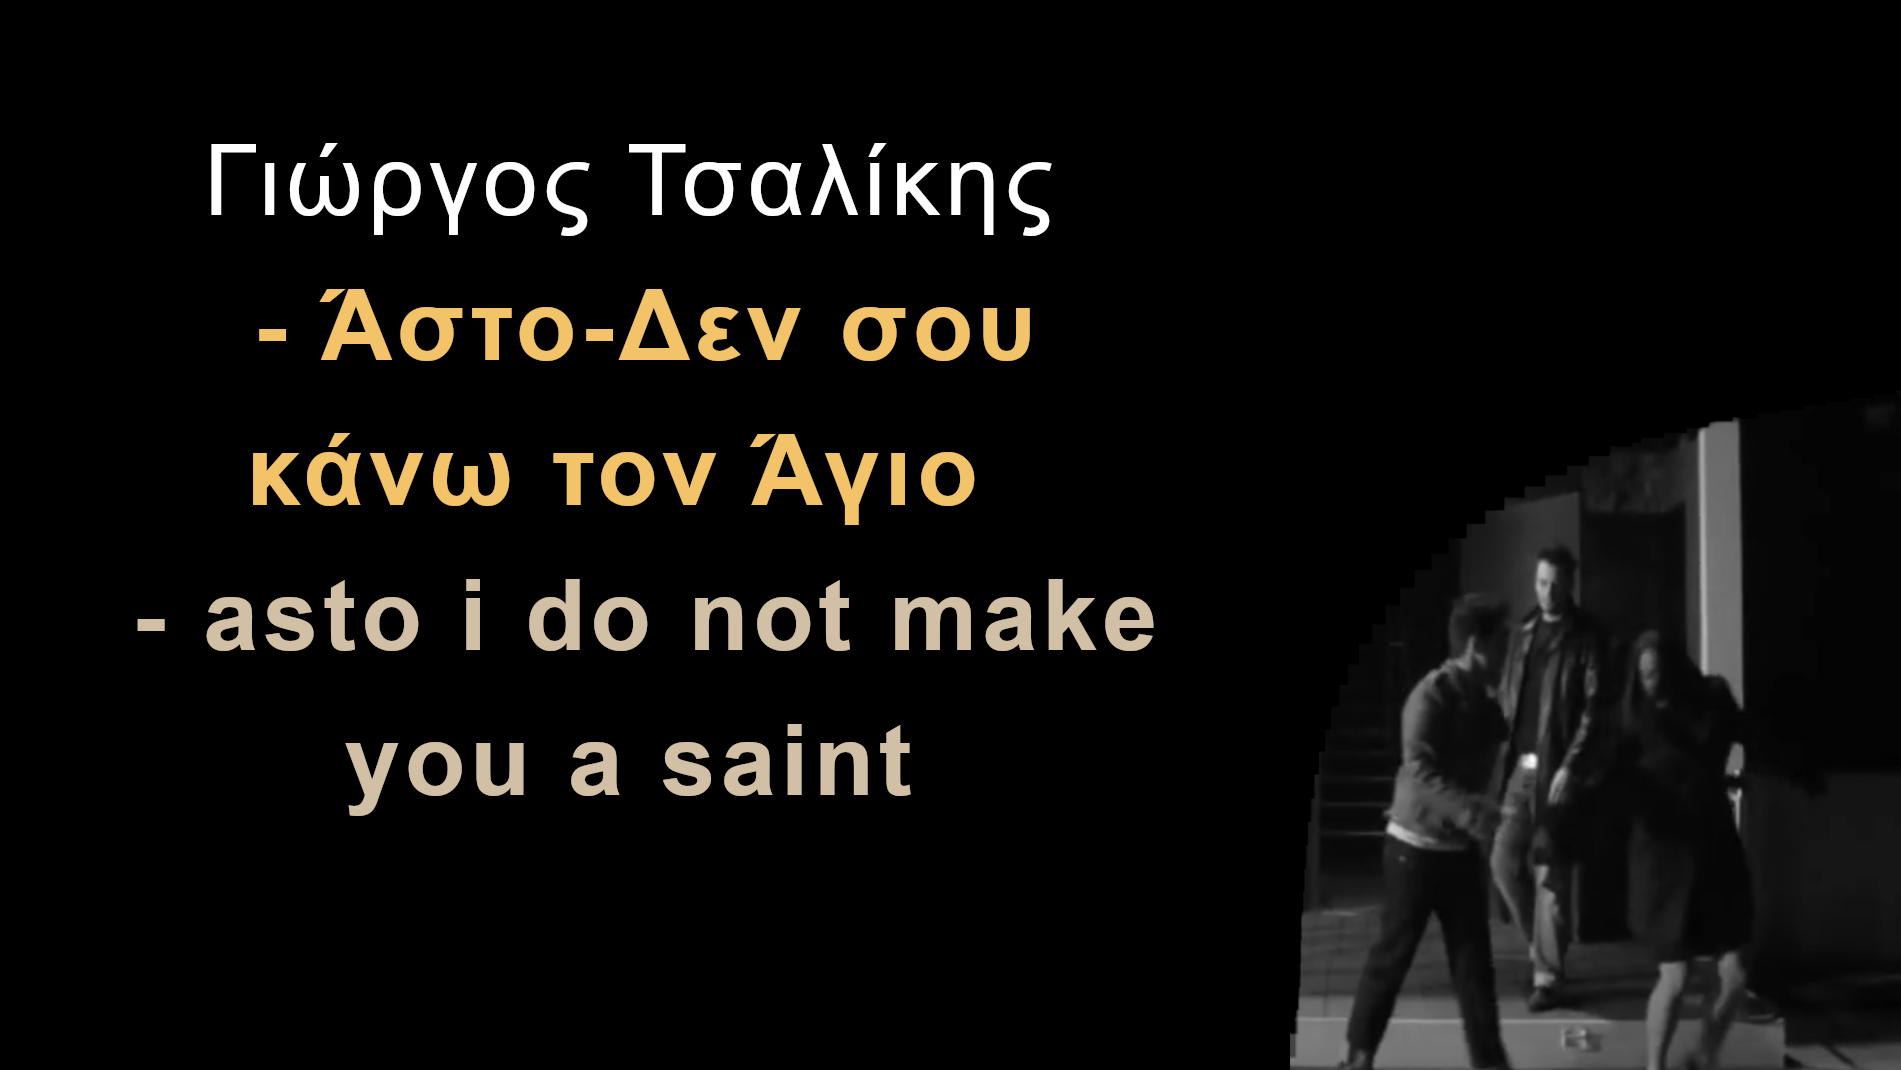 Γιώργος Τσαλίκης
- Άστο-Δεν σου
κάνω τον Άγιο
- asto i do not make
you a saint